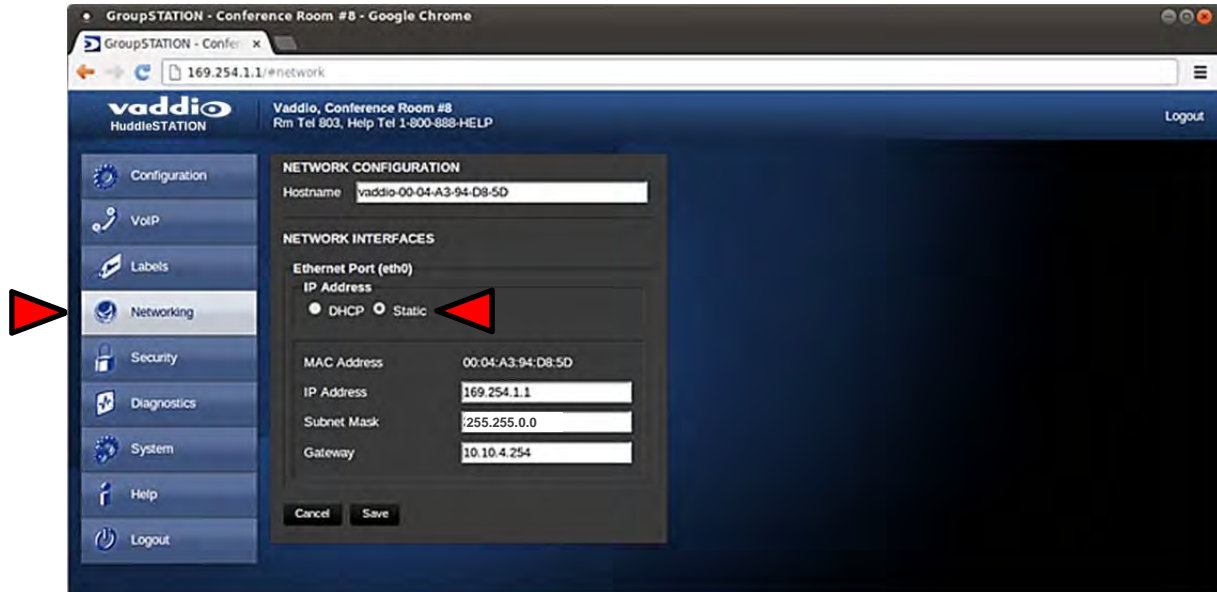 GroupSTATION - Conference Room #8 - Google Chrome
GroupSTATION - Confer x
169.254.1.1/#network
vaddio
HuddleSTATION
Vaddio, Conference Room #8
Rm Tel 803, Help Tel 1-800-888-HELP
Logout
Configuration
VoIP
Labels
Networking
Security
Diagnostics
System
Help
Logout
NETWORK CONFIGURATION
Hostname vaddio-00-04-A3-94-D8-5D
NETWORK INTERFACES
Ethernet Port (eth0)
IP Address
DHCP Static
MAC Address 00:04:A3:94:D8:5D
IP Address 169.254.1.1
Subnet Mask 255.255.0.0
Gateway 10.10.4.254
Cancel Save